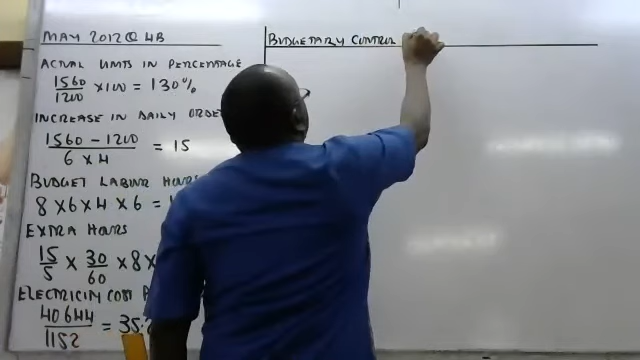 MAY 2012 Q 4B
BUDGETARY CONTROL
ACTUAL UNITS IN PERCENTAGE
1560/1200 × 100 = 130%
INCREASE IN DAILY
1560 - 1200 / 6 × 4 = 15
BUDGET LABOUR HOURS
8 × 6 × 4 × 6 =
EXTRA HOURS
15/5 × 30/60 × 8 ×
ELECTRICITY COST
40644/1152 = 35.